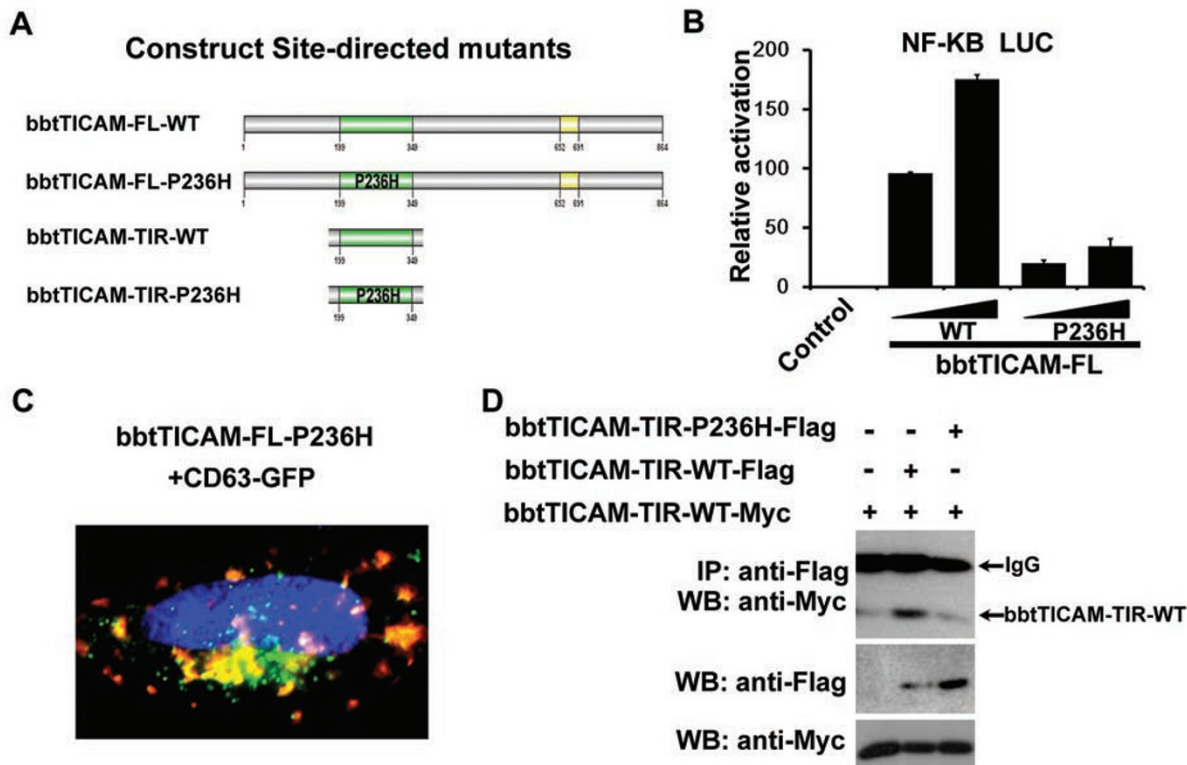 A
Construct Site-directed mutants
bbtTICAM-FL-WT
1 199 349 652 691 864
bbtTICAM-FL-P236H
P236H
1 199 349 652 691 864
bbtTICAM-TIR-WT
199 349
bbtTICAM-TIR-P236H
P236H
199 349
B
NF-KB LUC
Relative activation
200
150
100
50
0
Control
WT
P236H
bbtTICAM-FL
C
bbtTICAM-FL-P236H
+CD63-GFP
D
bbtTICAM-TIR-P236H-Flag - - +
bbtTICAM-TIR-WT-Flag - + -
bbtTICAM-TIR-WT-Myc + + +
IP: anti-Flag
WB: anti-Myc
IgG
bbtTICAM-TIR-WT
WB: anti-Flag
WB: anti-Myc